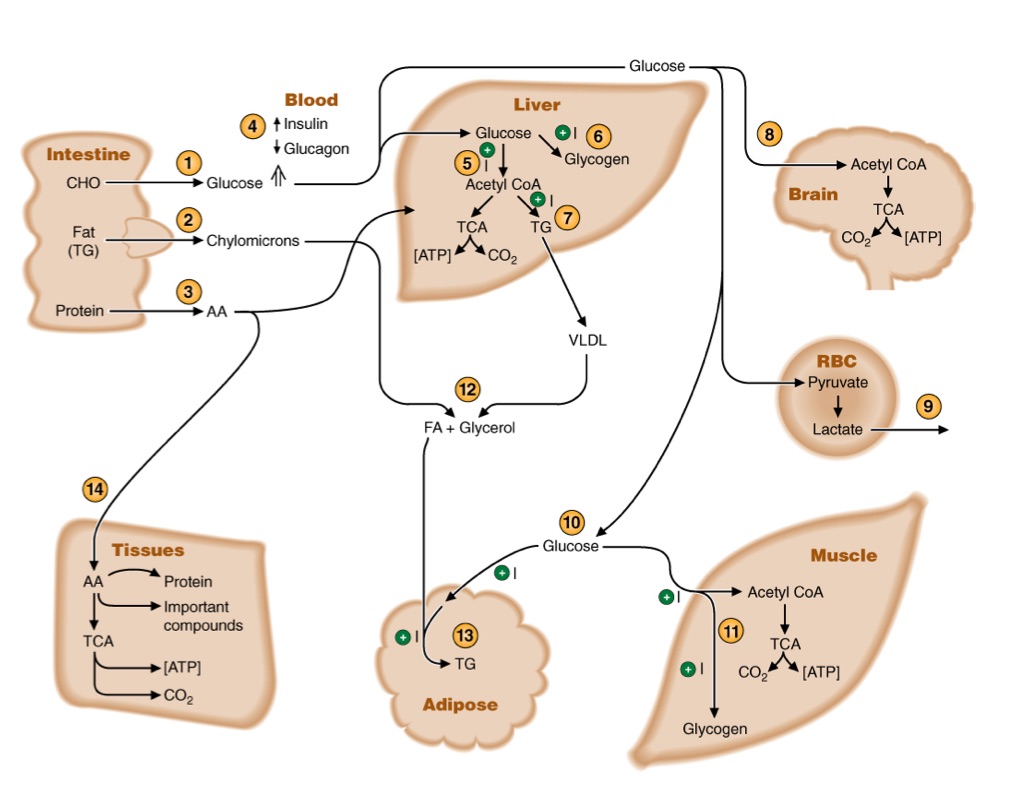 Glucose
Blood
4
Insulin
Glucagon
Intestine
CHO
1
Glucose
Fat
(TG)
2
Chylomicrons
Protein
3
AA
Liver
Glucose
+ I
6
Glycogen
5
+ I
Acetyl CoA
+ I
7
TCA
TG
[ATP]
CO2
VLDL
8
Brain
Acetyl CoA
TCA
CO2
[ATP]
RBC
Pyruvate
Lactate
9
12
FA + Glycerol
10
Glucose
+ I
+ I
+ I
13
TG
Adipose
Muscle
Acetyl CoA
11
TCA
CO2
[ATP]
+ I
Glycogen
14
Tissues
AA
Protein
Important
compounds
TCA
[ATP]
CO2